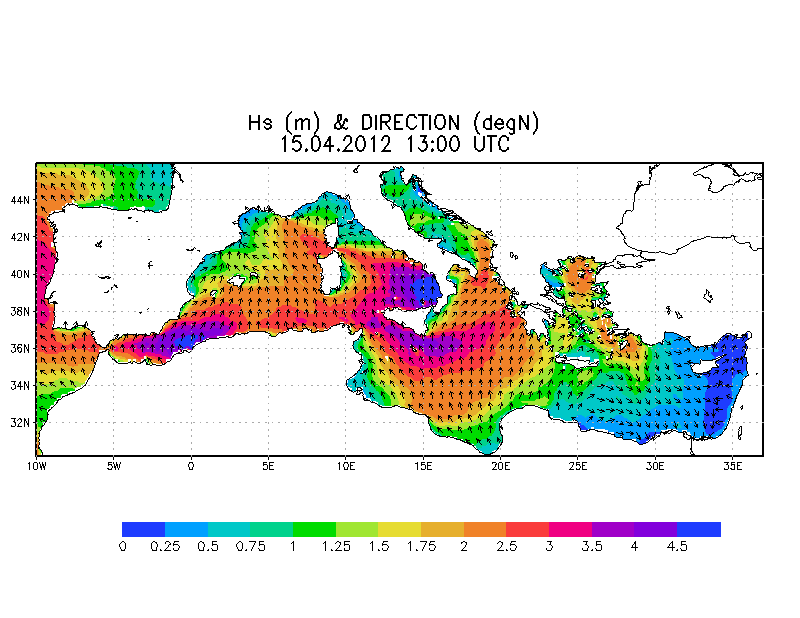 Hs (m) & DIRECTION (degN)
15.04.2012 13:00 UTC
44N
42N
40N
38N
36N
34N
32N
10W 5W 0 5E 10E 15E 20E 25E 30E 35E
0 0.25 0.5 0.75 1 1.25 1.5 1.75 2 2.5 3 3.5 4 4.5